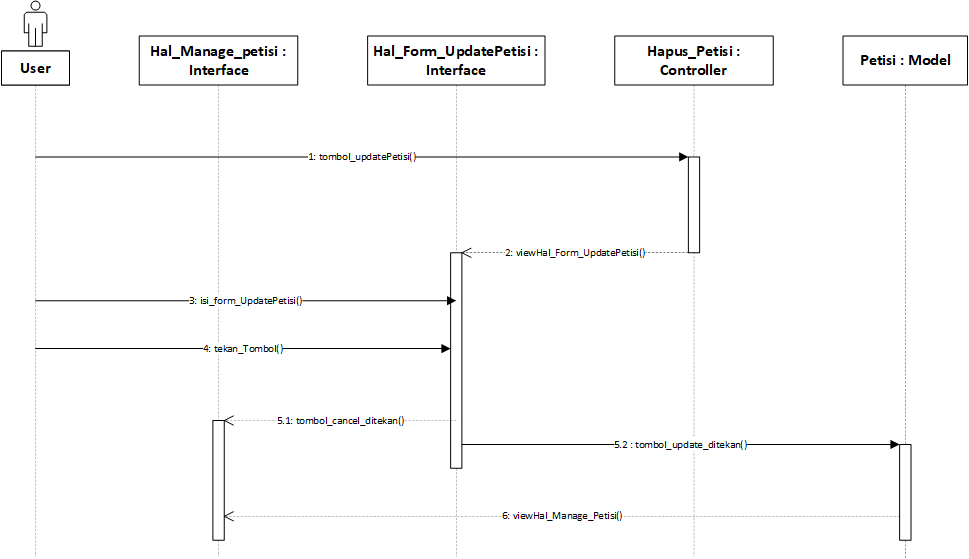 User
Hal_Manage_petisi :
Interface
Hal_Form_UpdatePetisi :
Interface
Hapus_Petisi :
Controller
Petisi : Model
1: tombol_updatePetisi()
2: viewHal_Form_UpdatePetisi()
3: isi_form_UpdatePetisi()
4: tekan_Tombol()
5.1: tombol_cancel_ditekan()
5.2 : tombol_update_ditekan()
6: viewHal_Manage_Petisi()